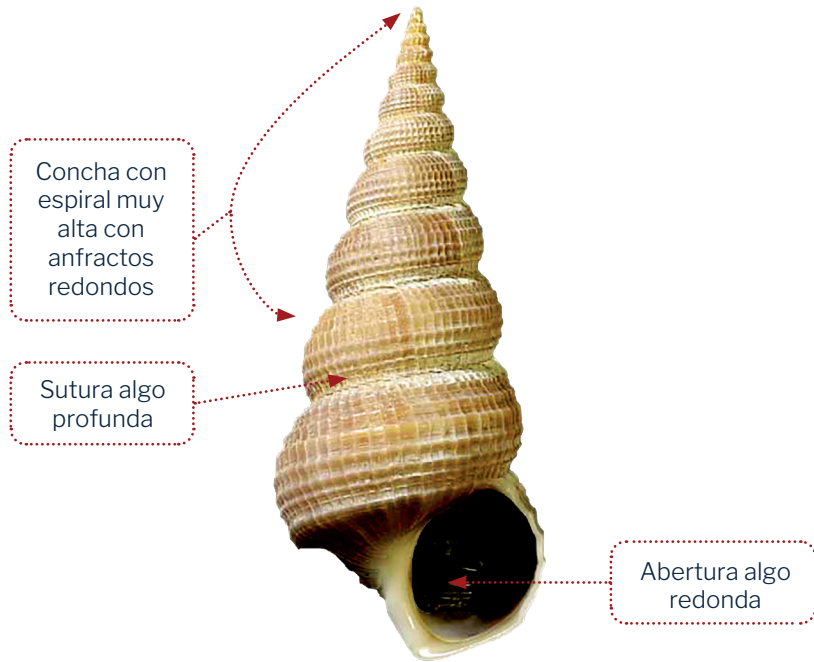 Concha con
espiral muy
alta con
anfractos
redondos
Sutura algo
profunda
Abertura algo
redonda